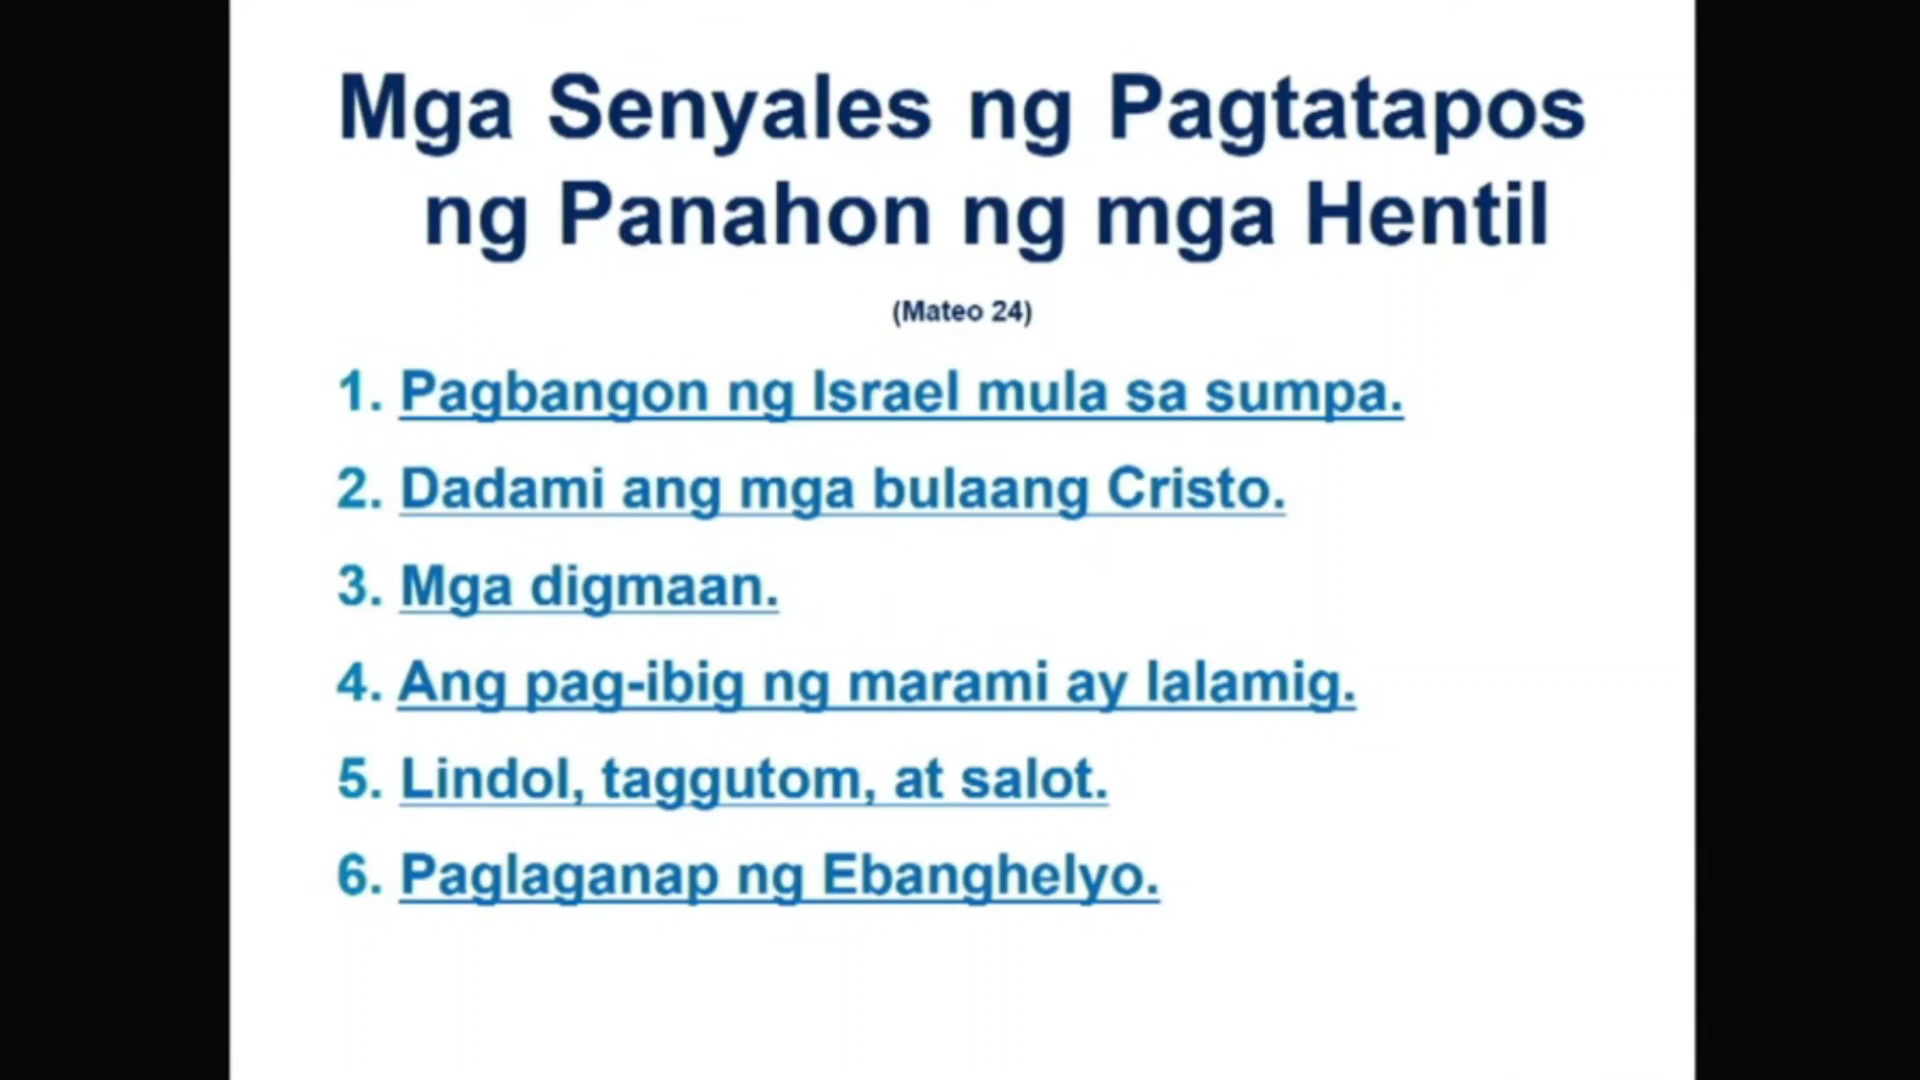 Mga Senyales ng Pagtatapos
ng Panahon ng mga Hentil
(Mateo 24)
1. Pagbangon ng Israel mula sa sumpa.
2. Dadami ang mga bulaang Cristo.
3. Mga digmaan.
4. Ang pag-ibig ng marami ay lalamig.
5. Lindol, taggutom, at salot.
6. Paglaganap ng Ebanghelyo.